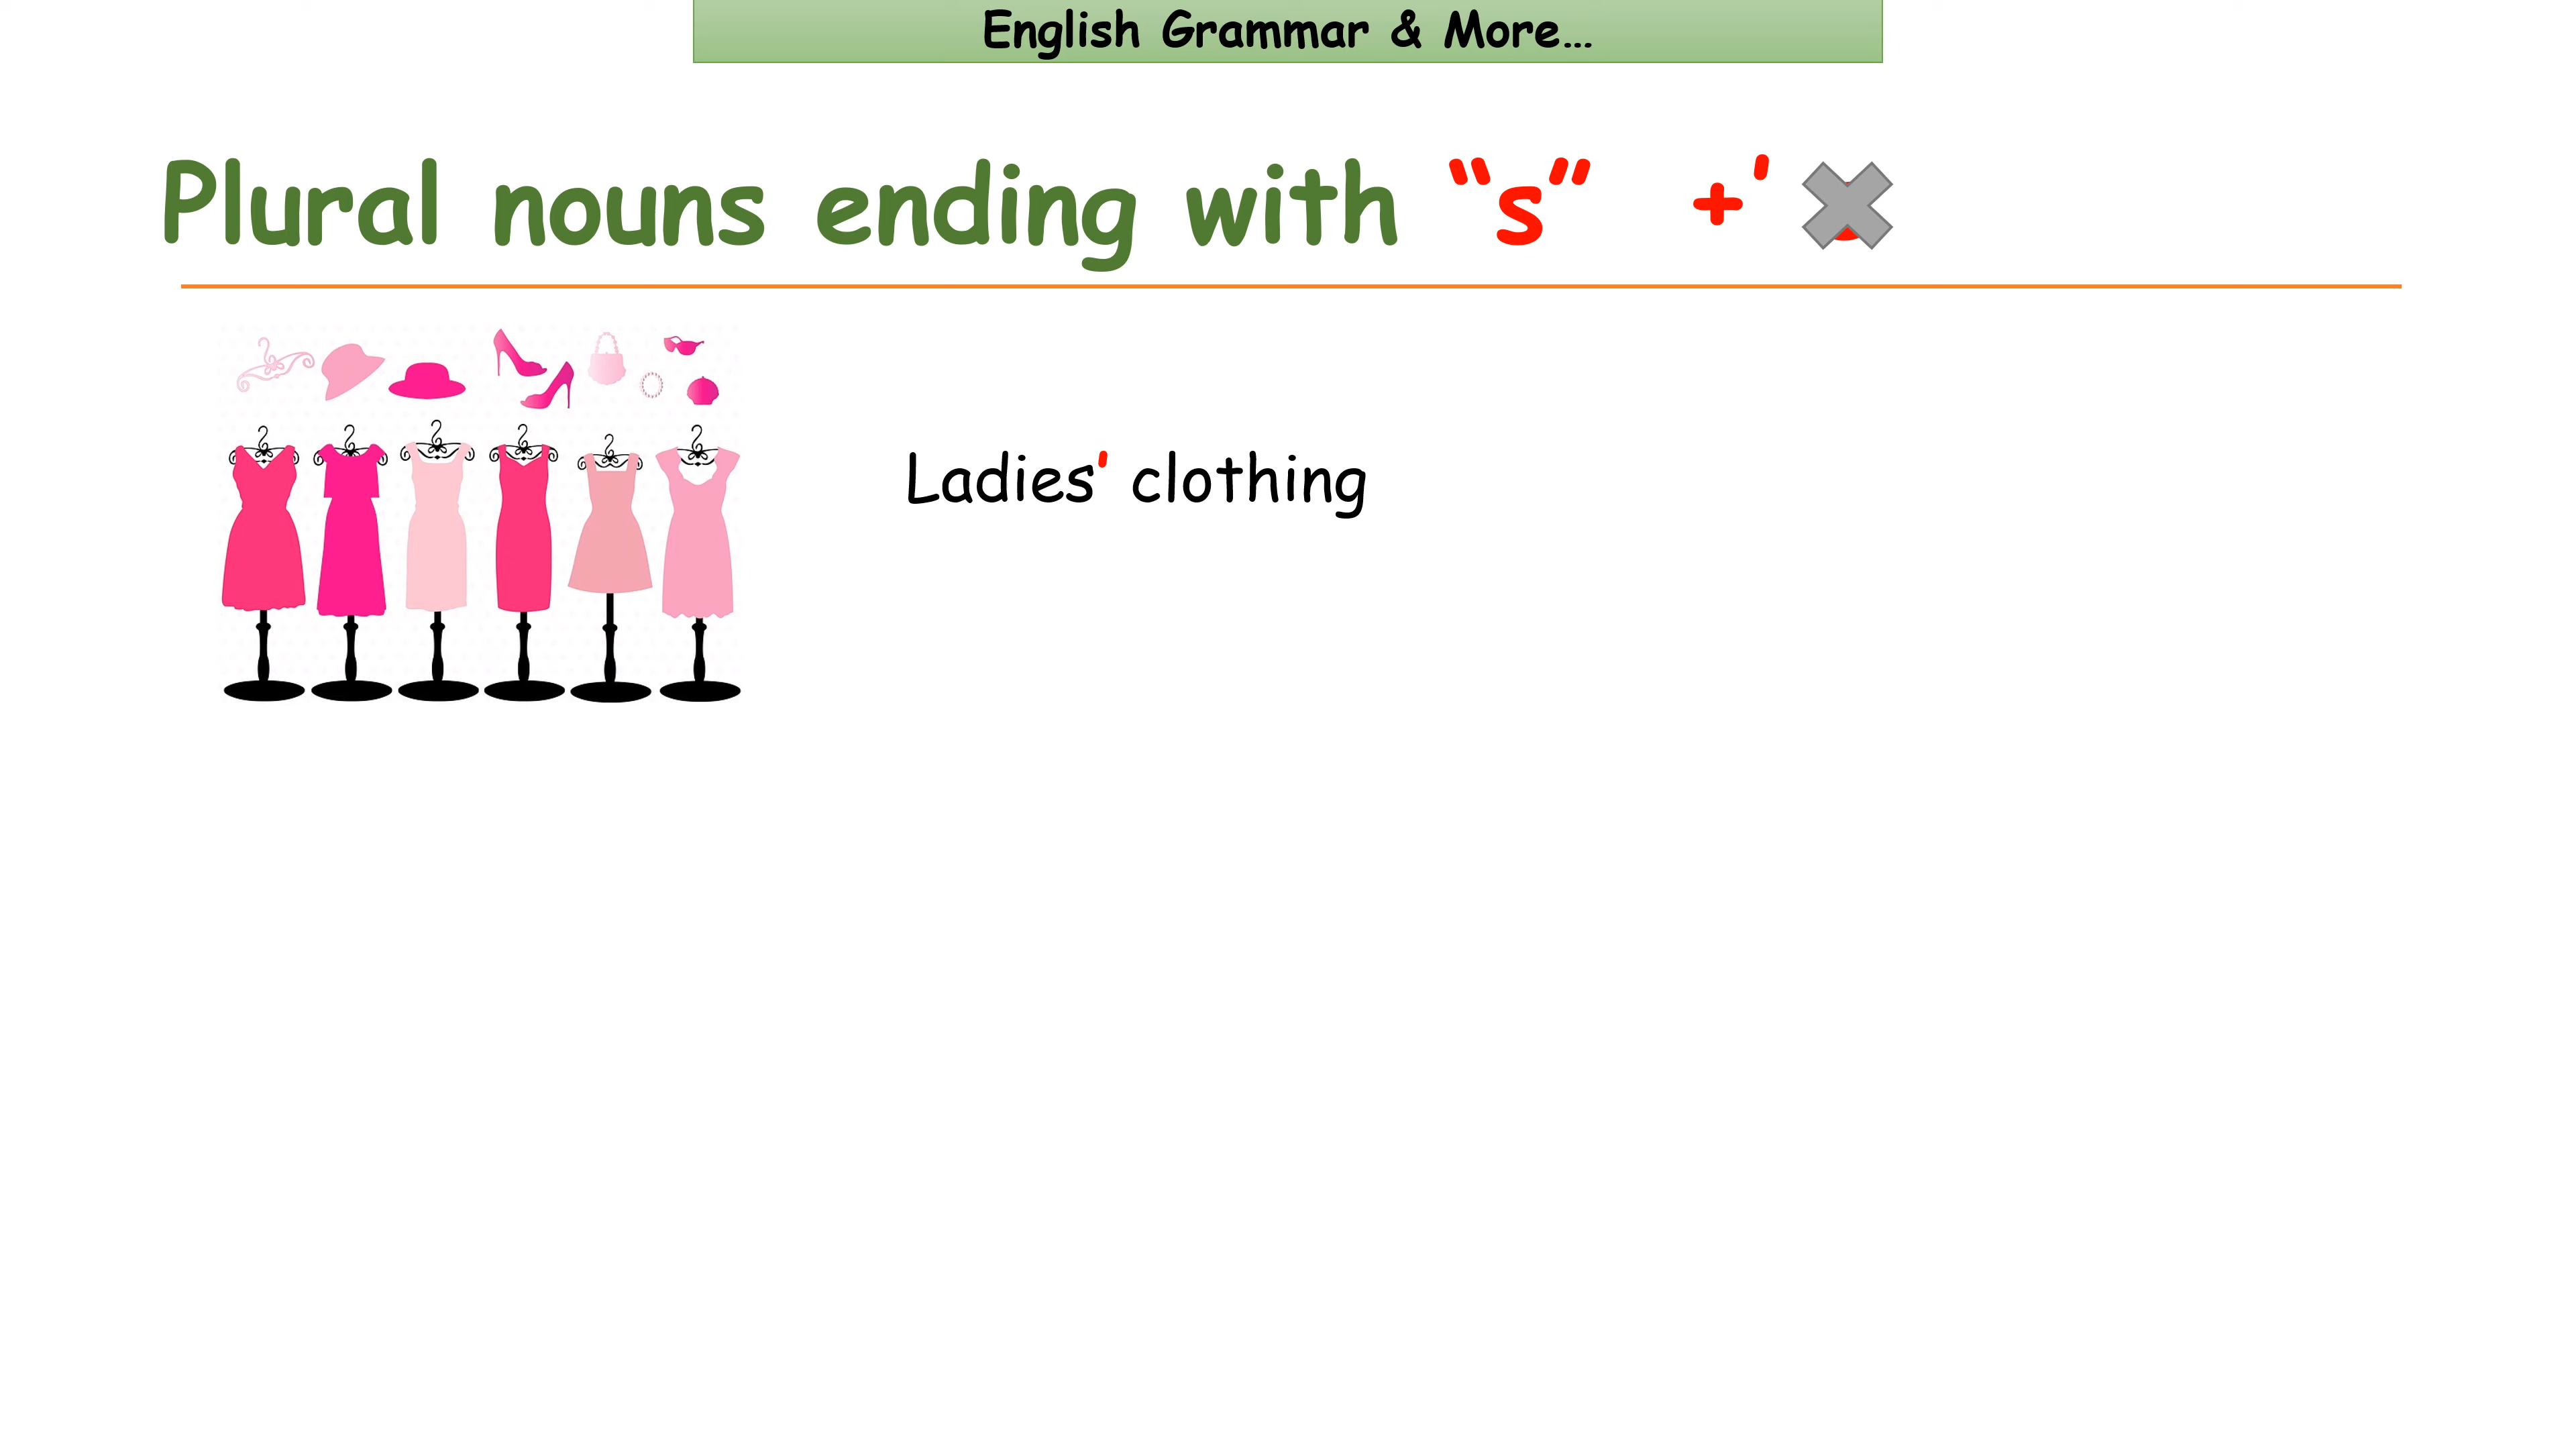 English Grammar & More...
Plural nouns ending with “s” +'
Ladies' clothing